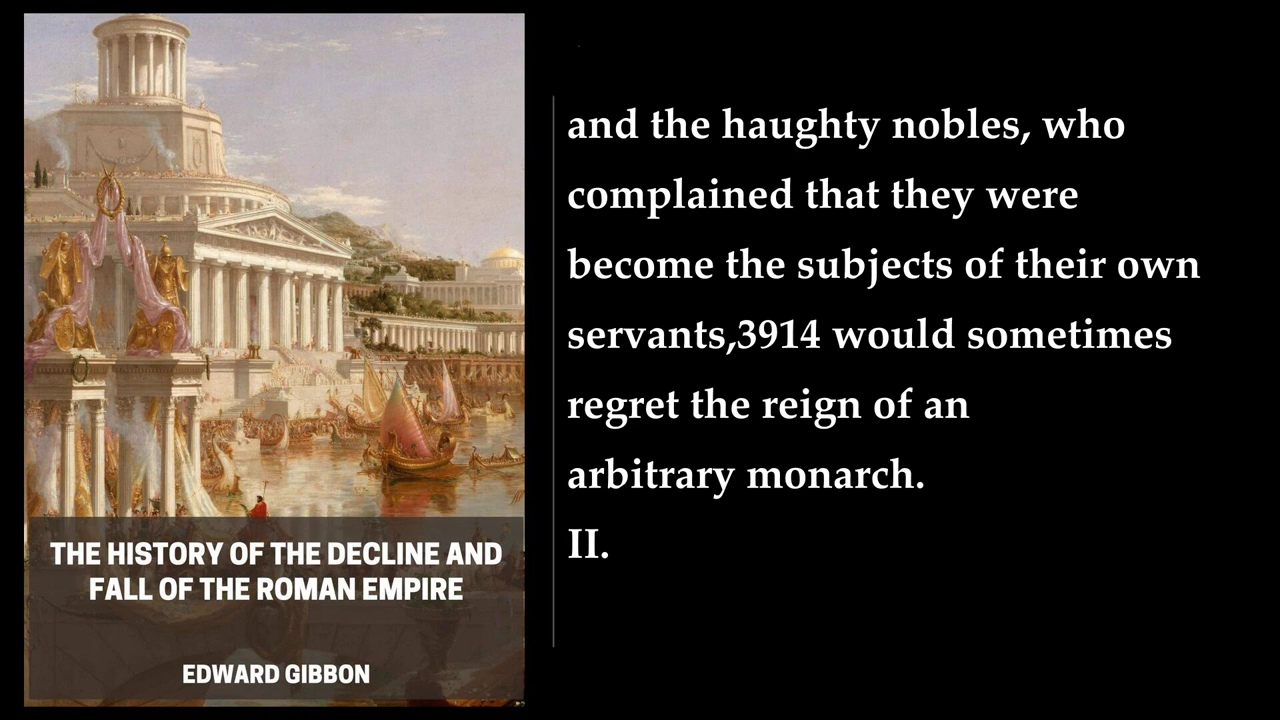 THE HISTORY OF THE DECLINE AND
FALL OF THE ROMAN EMPIRE
EDWARD GIBBON
and the haughty nobles, who
complained that they were
become the subjects of their own
servants,3914 would sometimes
regret the reign of an
arbitrary monarch.
II.